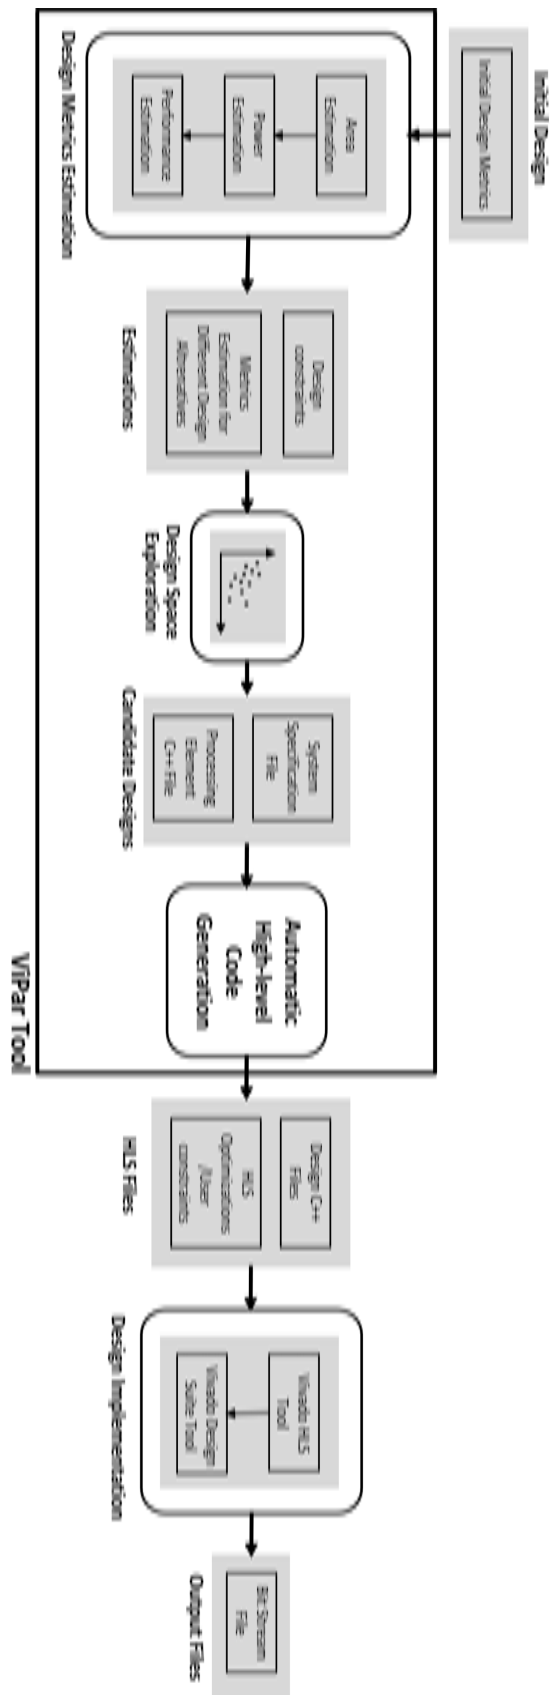 Initial Design
Initial Design Metrics
Area
Estimation
Power
Estimation
Performance
Estimation
Design Metrics Estimation
Design
constraints
Metrics
Estimation for
Different Design
Alternatives
Estimations
Design Space
Exploration
System
Specification
File
Processing
Element
C++ File
Candidate Designs
Automatic
High-level
Code
Generation
ViPar Tool
Design C++
Files
HLS
Optimizations
/User
constraints
HLS Files
Vivado HLS
Tool
Vivado Design
Suite Tool
Design Implementation
Bit Stream
File
Output Files